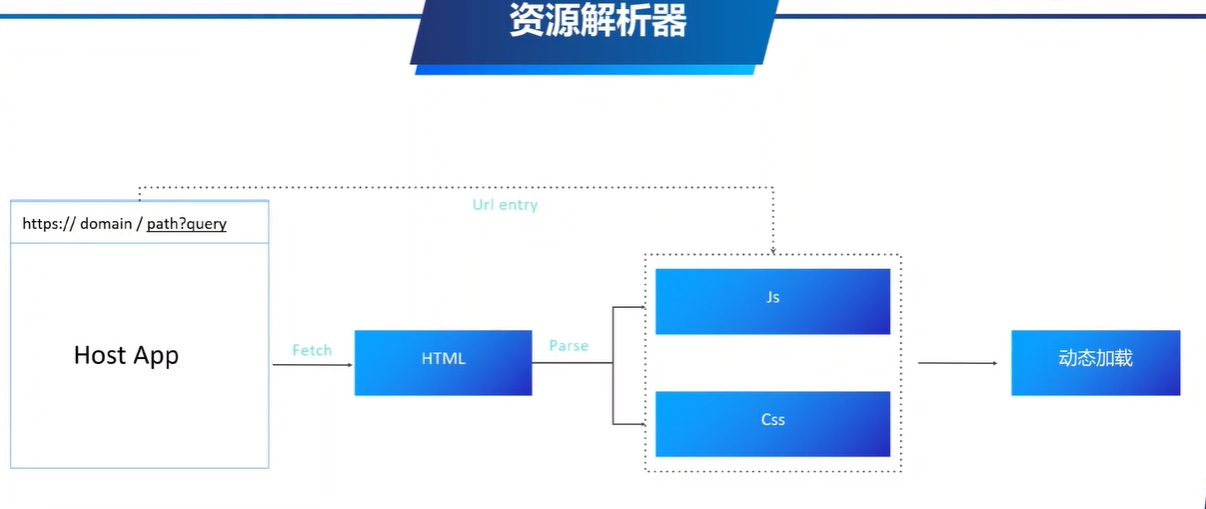 资源解析器
Url entry
https:// domain / path?query
Js
Host App
Fetch
HTML
Parse
动态加载
Css